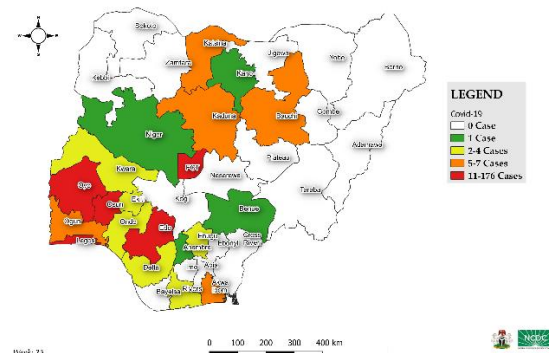 Sokoto
Katsina
Jigawa
Yobe
Borno
Zamfara
Kano
Kebbi
Kaduna
Bauchi
Gombe
Adamawa
Niger
Plateau
FCT
Nasarawa
Kwara
Taraba
Oyo
Kogi
Benue
Osun
Ekiti
Ondo
Edo
Ogun
Lagos
Enugu
Anambra
Ebonyi
Cross
River
Delta
Imo
Abia
Bayelsa
Rivers
Akwa
Ibom
LEGEND
Covid-19
0 Case
1 Case
2-4 Cases
5-7 Cases
11-176 Cases
0 100 200 300 400 km
NCDC